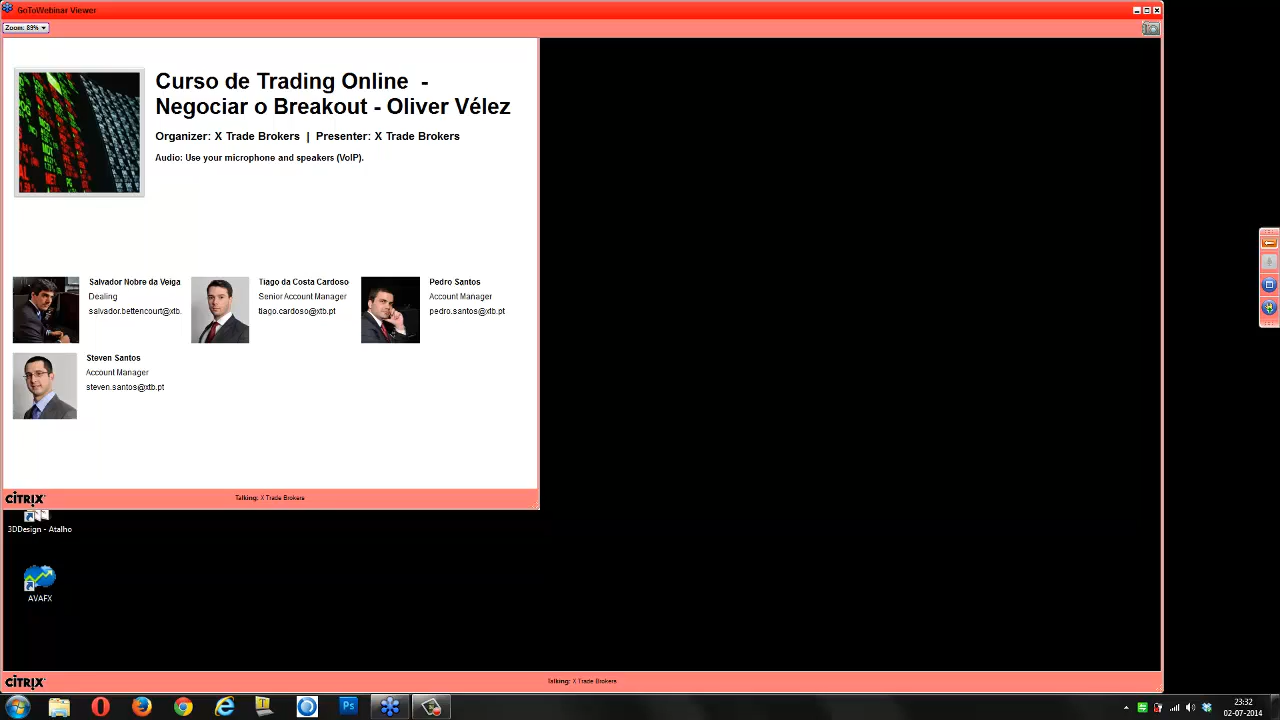 GoToWebinar Viewer
Zoom: 89%
Curso de Trading Online -
Negociar o Breakout - Oliver Vélez
Organizer: X Trade Brokers | Presenter: X Trade Brokers
Audio: Use your microphone and speakers (VoIP).
Salvador Nobre da Veiga
Dealing
salvador.bettencourt@xtb.
Tiago da Costa Cardoso
Senior Account Manager
tiago.cardoso@xtb.pt
Pedro Santos
Account Manager
pedro.santos@xtb.pt
Steven Santos
Account Manager
steven.santos@xtb.pt
CITRIX
Talking: X Trade Brokers
3DDesign - Atalho
AVAFX
CITRIX
Talking: X Trade Brokers
Ps
23:32
02-07-2014